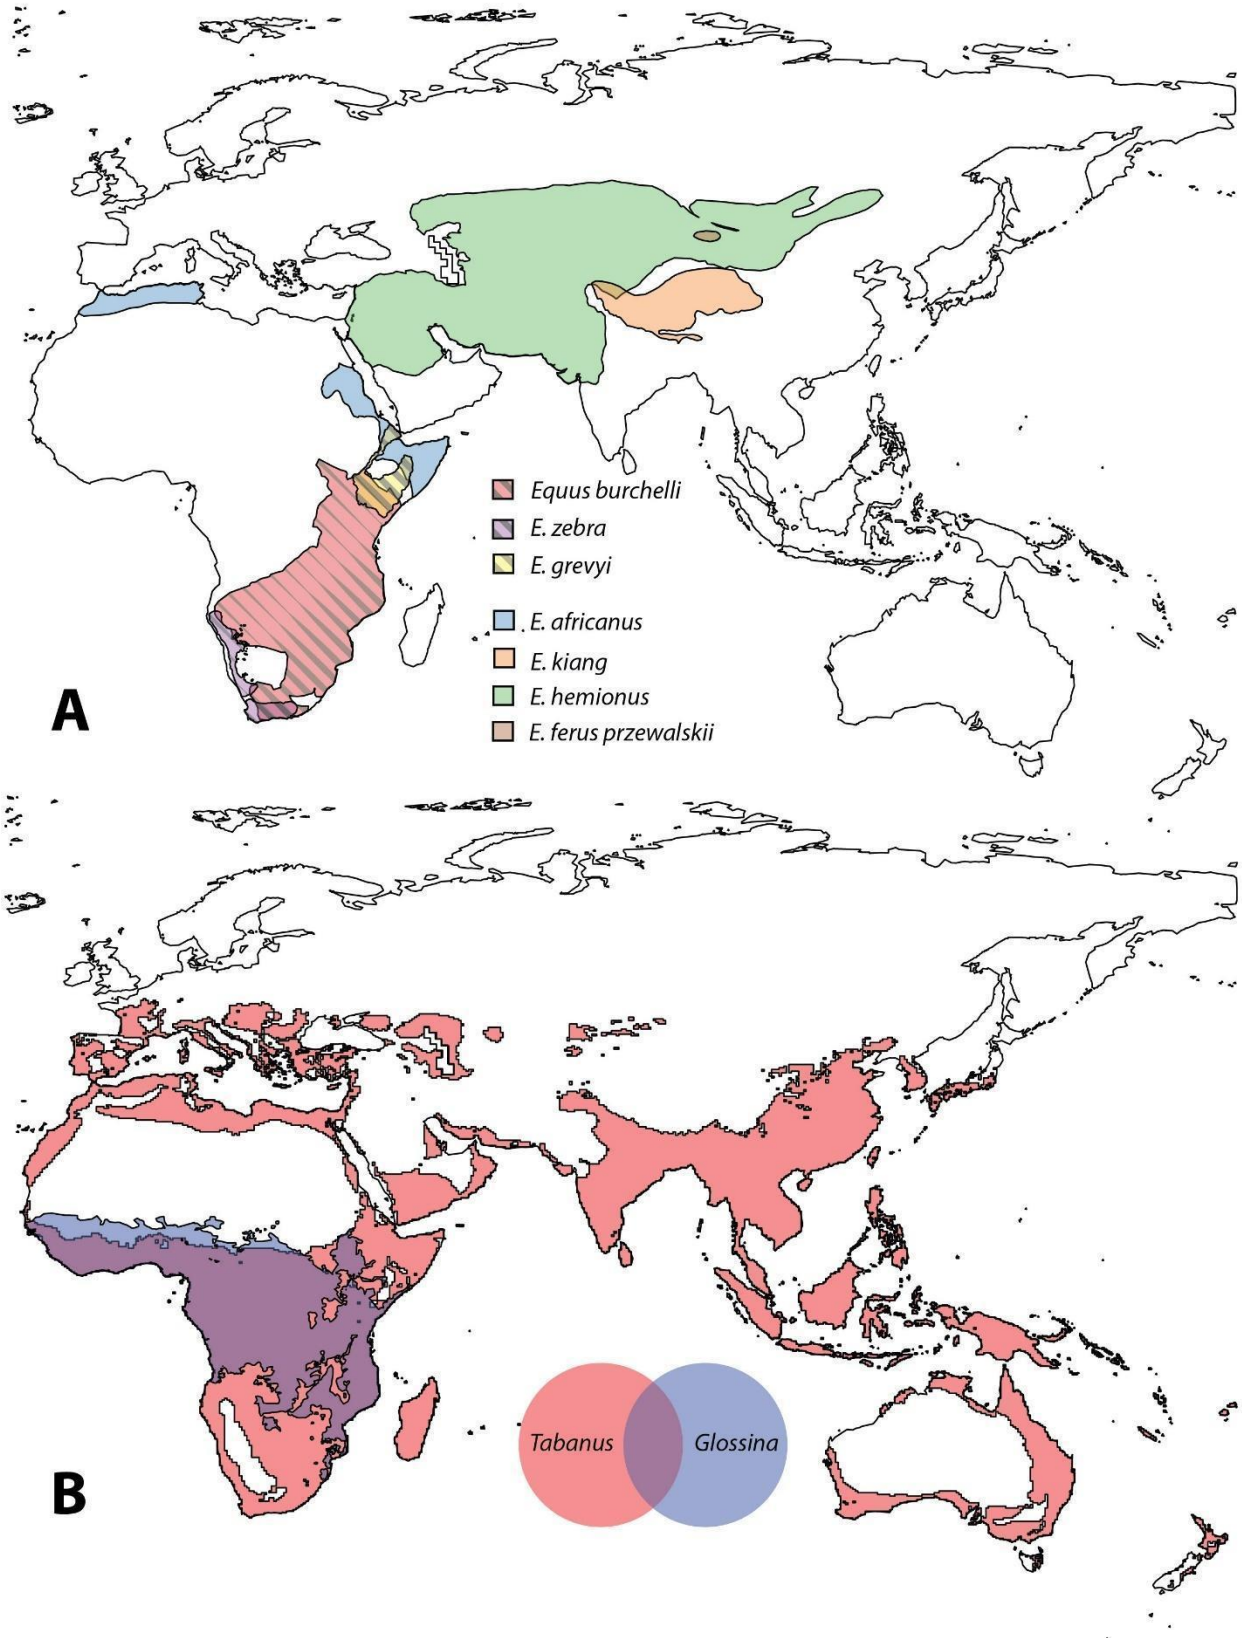 Equus burchelli
E. zebra
E. grevyi
E. africanus
E. kiang
E. hemionus
E. ferus przewalskii
A
Tabanus
Glossina
B